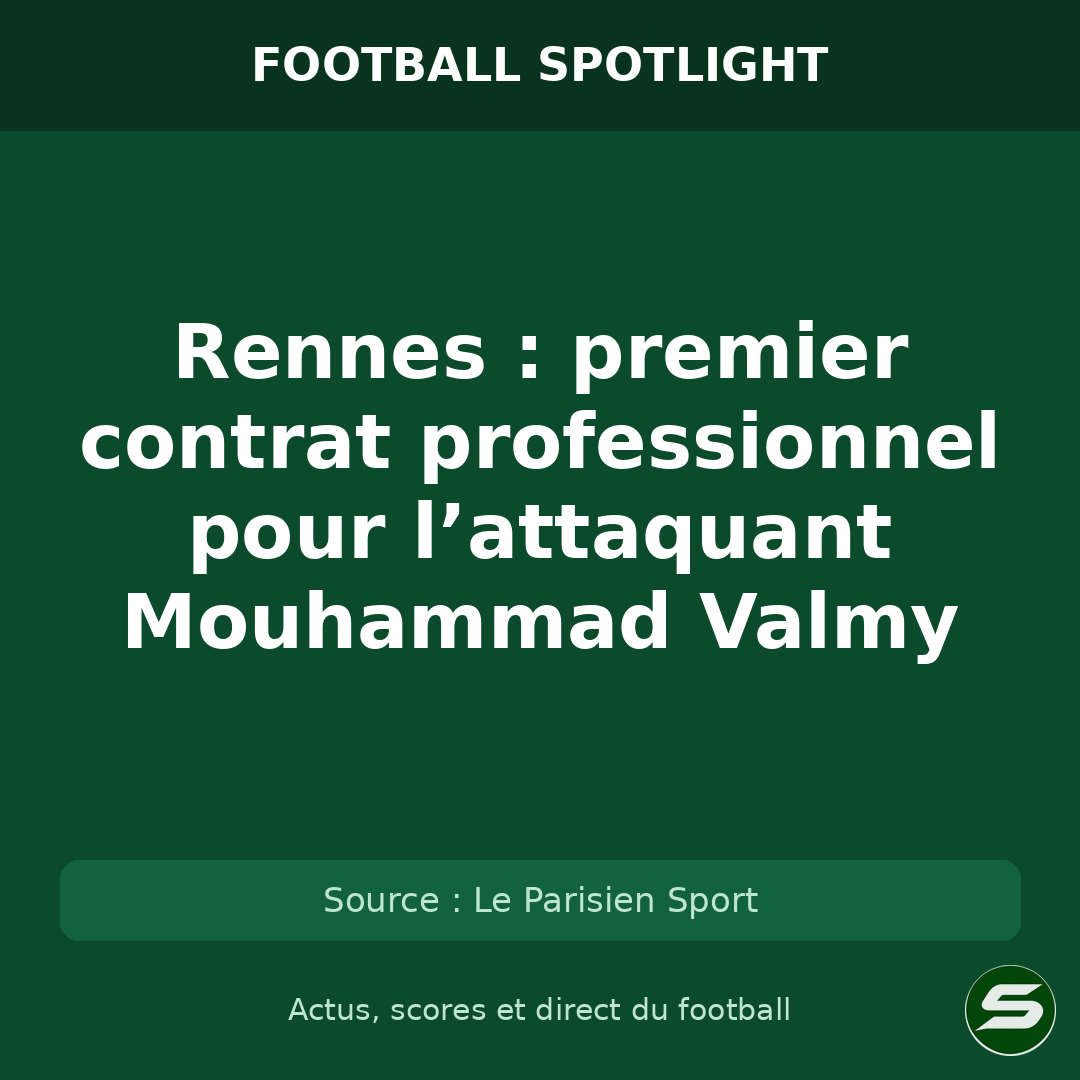 FOOTBALL SPOTLIGHT
Rennes : premier
contrat professionnel
pour l’attaquant
Mouhammad Valmy
Source : Le Parisien Sport
Actus, scores et direct du football
S